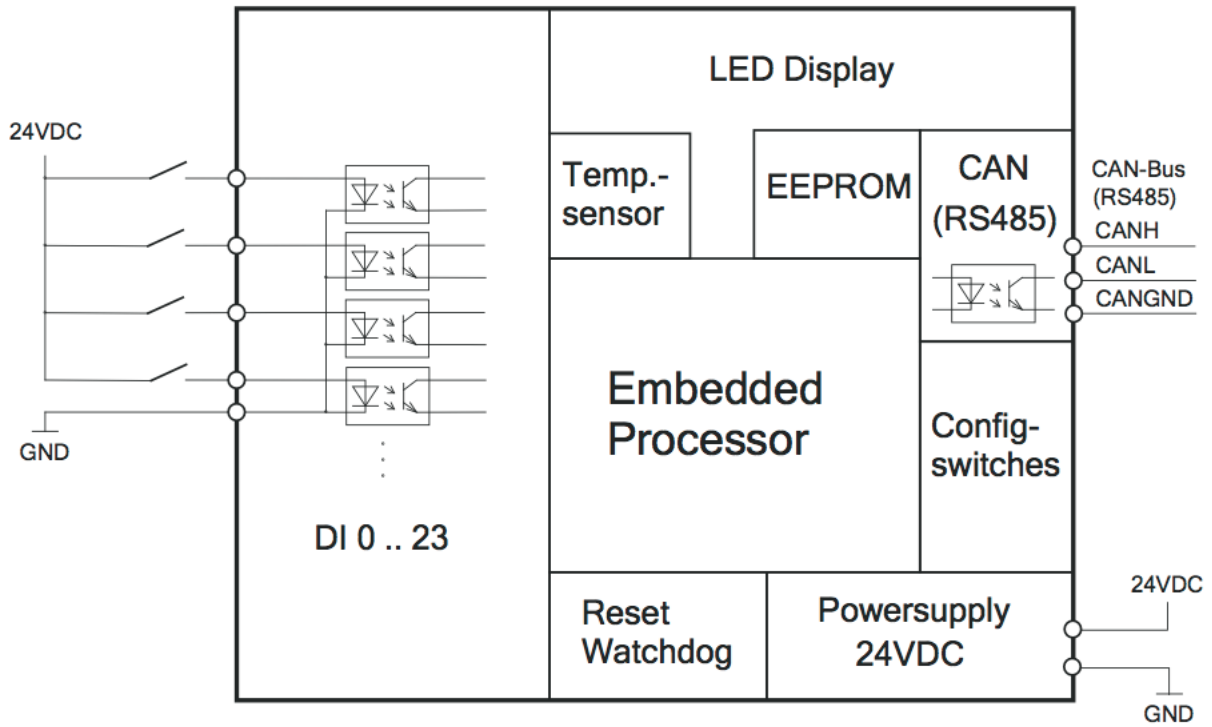 LED Display
24VDC
Temp.-
sensor
EEPROM
CAN
(RS485)
CAN-Bus
(RS485)
CANH
CANL
CANGND
Embedded
Processor
Config-
switches
GND
DI 0 .. 23
Reset
Watchdog
Powersupply
24VDC
24VDC
GND